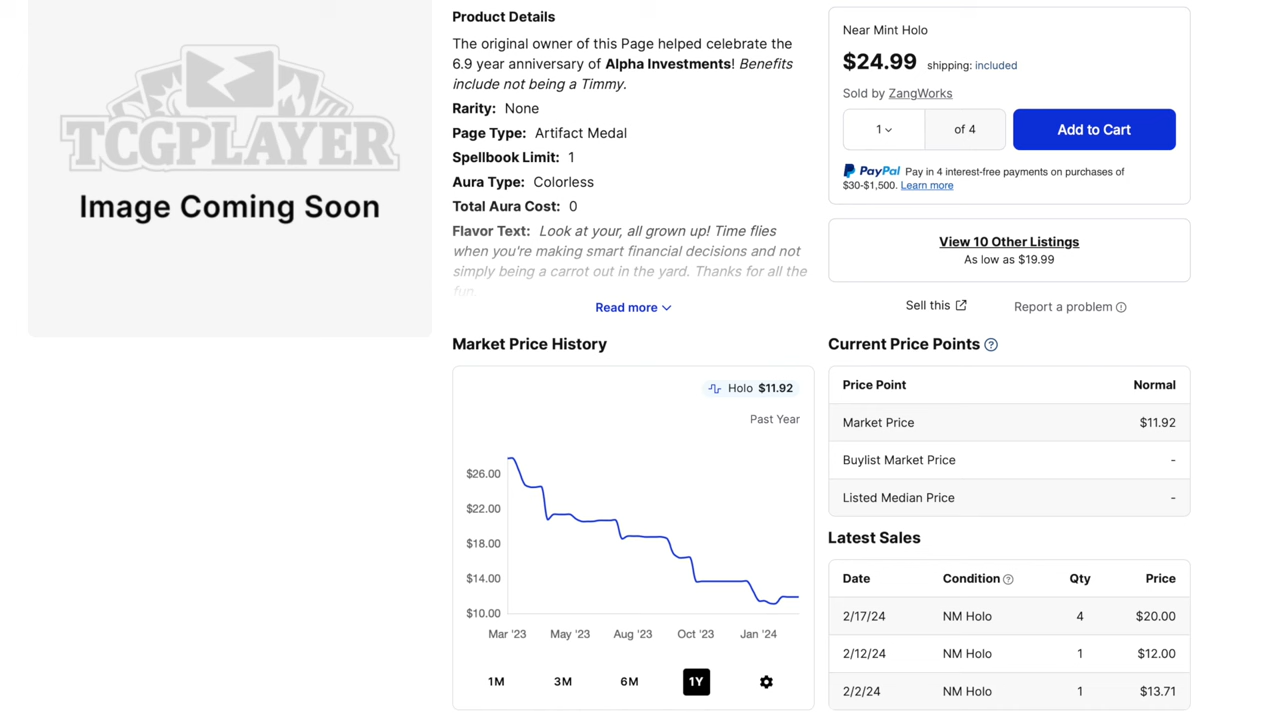 TCGPLAYER
Image Coming Soon
Product Details
The original owner of this Page helped celebrate the
6.9 year anniversary of Alpha Investments! Benefits
include not being a Timmy.
Rarity: None
Page Type: Artifact Medal
Spellbook Limit: 1
Aura Type: Colorless
Total Aura Cost: 0
Flavor Text: Look at your, all grown up! Time flies
when you're making smart financial decisions and not
simply being a carrot out in the yard. Thanks for all the
fun.
Read more
Near Mint Holo
$24.99 shipping: included
Sold by ZangWorks
1 of 4 Add to Cart
PayPal Pay in 4 interest-free payments on purchases of
$30-$1,500. Learn more
View 10 Other Listings
As low as $19.99
Sell this Report a problem
Market Price History
Holo $11.92
Past Year
$26.00
$22.00
$18.00
$14.00
$10.00
Mar '23 May '23 Aug '23 Oct '23 Jan '24
1M 3M 6M 1Y
Current Price Points ?
Price Point Normal
Market Price $11.92
Buylist Market Price -
Listed Median Price -
Latest Sales
Date Condition ? Qty Price
2/17/24 NM Holo 4 $20.00
2/12/24 NM Holo 1 $12.00
2/2/24 NM Holo 1 $13.71